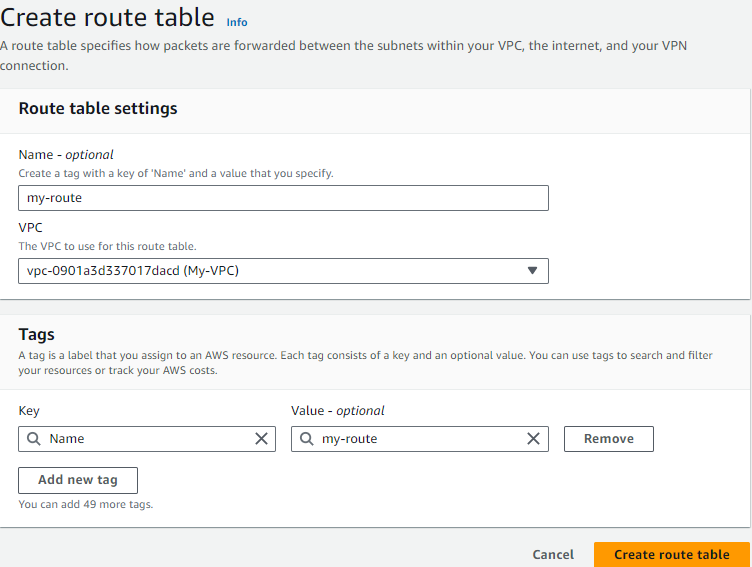 Create route table Info
A route table specifies how packets are forwarded between the subnets within your VPC, the internet, and your VPN
connection.
Route table settings
Name - optional
Create a tag with a key of 'Name' and a value that you specify.
my-route
VPC
The VPC to use for this route table.
vpc-0901a3d337017dacd (My-VPC)
Tags
A tag is a label that you assign to an AWS resource. Each tag consists of a key and an optional value. You can use tags to search and filter
your resources or track your AWS costs.
Key Value - optional
Name my-route Remove
Add new tag
You can add 49 more tags.
Cancel Create route table